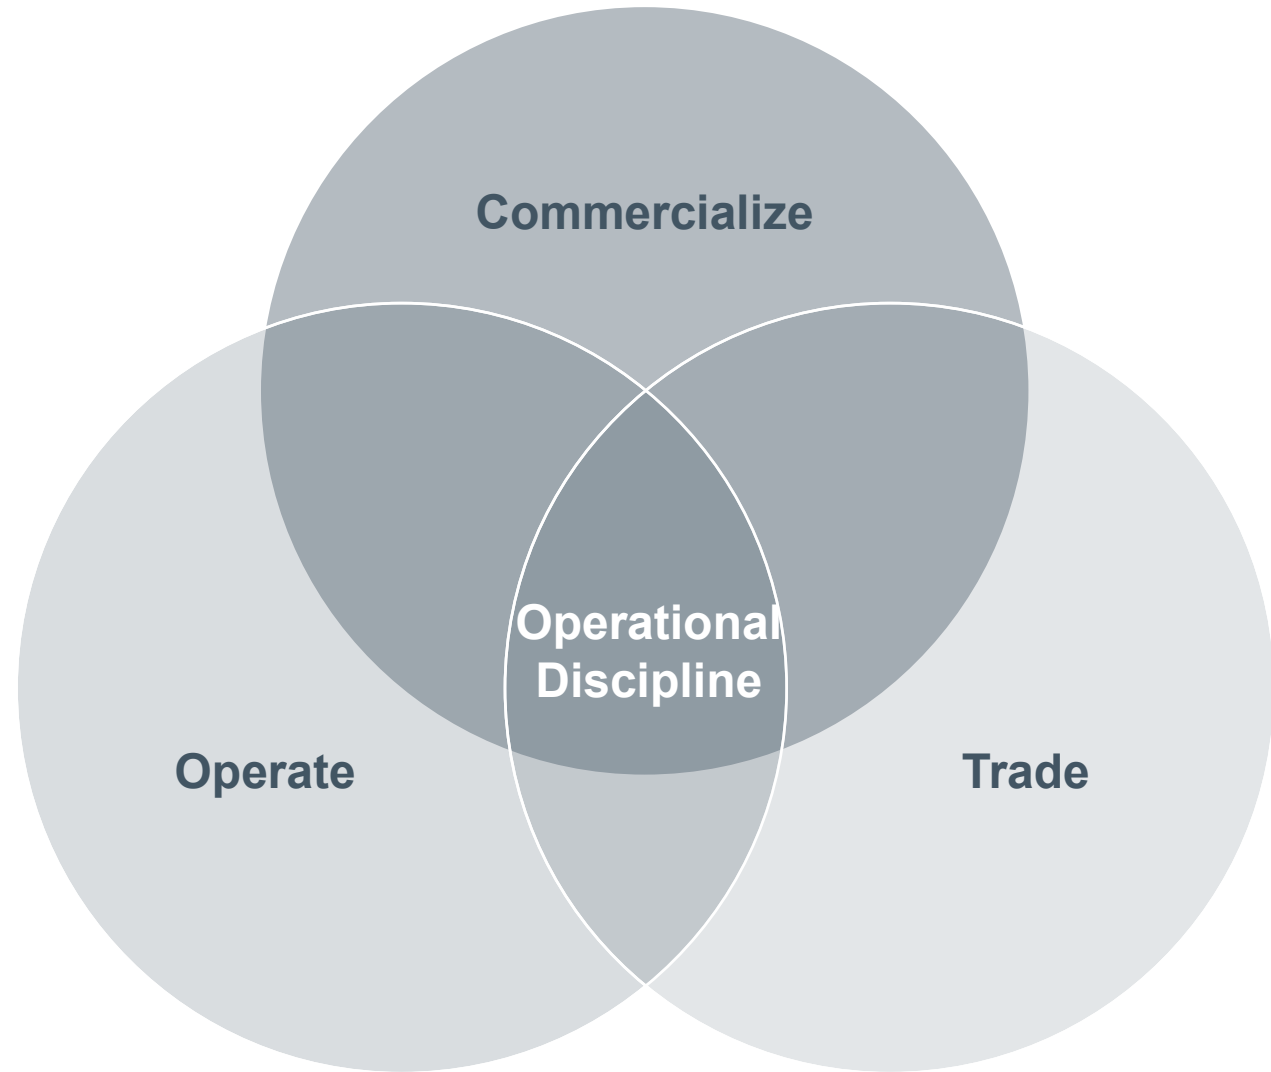 Commercialize
Operational
Discipline
Operate
Trade